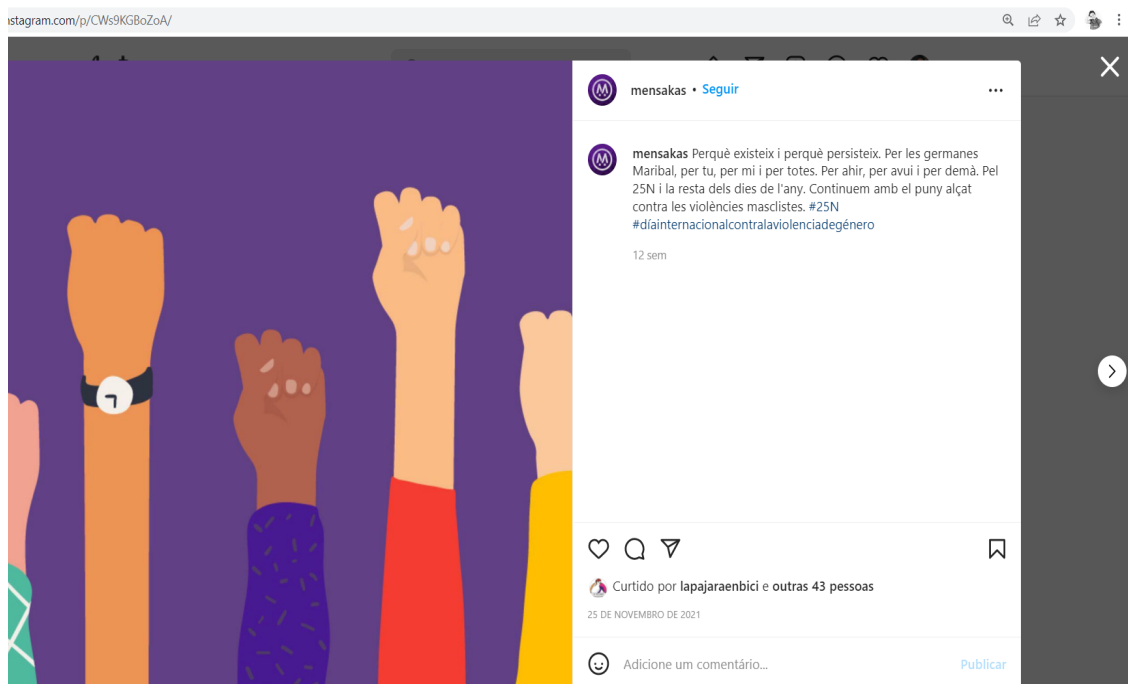 nstagram.com/p/CWs9KGBoZoA/
mensakas • Seguir
mensakas Perquè existeix i perquè persisteix. Per les germanes
Maribal, per tu, per mi i per totes. Per ahir, per avui i per demà. Pel
25N i la resta dels dies de l'any. Continuem amb el puny alçat
contra les violències masclistes. #25N
#díainternacionalcontralaviolenciadegénero
12 sem
Curtido por lapajaraenbici e outras 43 pessoas
25 DE NOVEMBRO DE 2021
Adicione um comentário...
Publicar